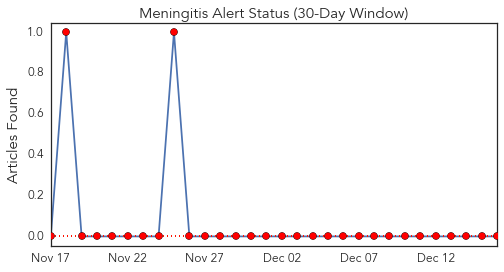 Meningitis Alert Status (30-Day Window)
Articles Found
1.0
0.8
0.6
0.4
0.2
0.0
Nov 17 Nov 22 Nov 27 Dec 02 Dec 07 Dec 12